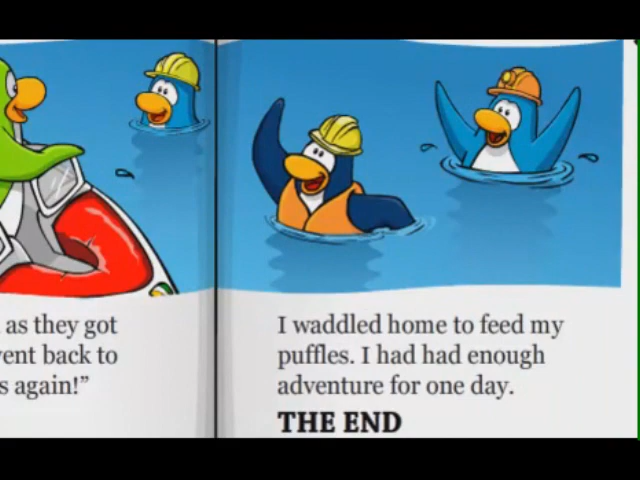 as they got
went back to
s again!”
I waddled home to feed my
puffles. I had had enough
adventure for one day.
THE END